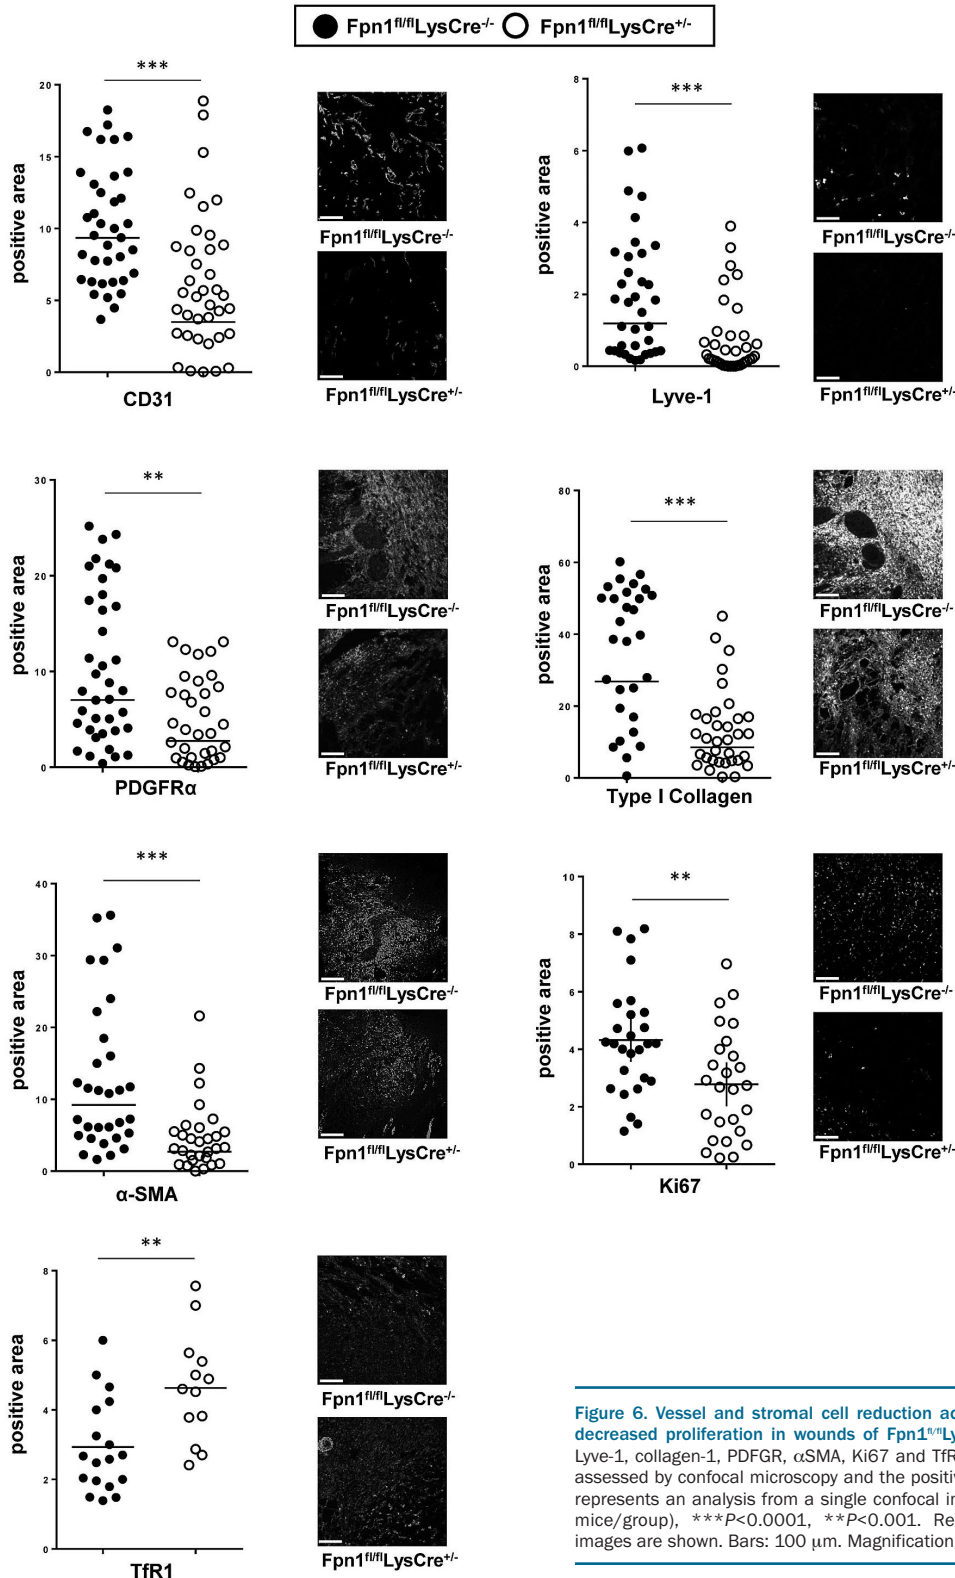 Fpn1fl/flLysCre-/- Fpn1fl/flLysCre+/-
***
20
15
10
5
0
positive area
CD31
Fpn1fl/flLysCre-/-
Fpn1fl/flLysCre+/-
***
8
6
4
2
0
positive area
Lyve-1
Fpn1fl/flLysCre-/-
Fpn1fl/flLysCre+/-
**
30
20
10
0
positive area
PDGFRα
Fpn1fl/flLysCre-/-
Fpn1fl/flLysCre+/-
***
80
60
40
20
0
positive area
Type I Collagen
Fpn1fl/flLysCre-/-
Fpn1fl/flLysCre+/-
***
40
30
20
10
0
positive area
α-SMA
Fpn1fl/flLysCre-/-
Fpn1fl/flLysCre+/-
**
10
8
6
4
2
0
positive area
Ki67
Fpn1fl/flLysCre-/-
Fpn1fl/flLysCre+/-
**
8
6
4
2
0
positive area
TfR1
Fpn1fl/flLysCre-/-
Fpn1fl/flLysCre+/-
Figure 6. Vessel and stromal cell reduction
decreased proliferation in wounds of Fpn1fl/flLy
Lyve-1, collagen-1, PDFGR, αSMA, Ki67 and TfR
assessed by confocal microscopy and the positiv
represents an analysis from a single confocal in
mice/group), ***P<0.0001, **P<0.001. Re
images are shown. Bars: 100 μm. Magnification